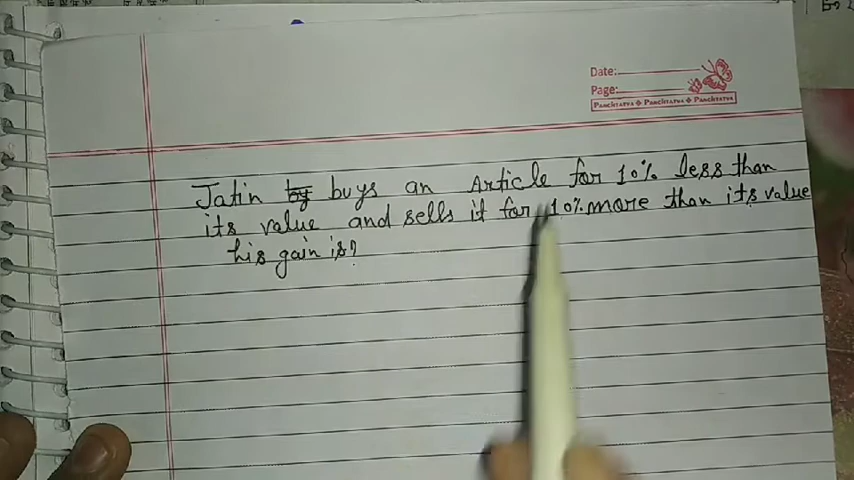 Date:
Page:
PANCHTATVA ❖ PANCHTATVA ❖ PANCHTATVA
Jatin by buys an Article for 10% less than
its value and sells it for 10% more than its value
his gain is?